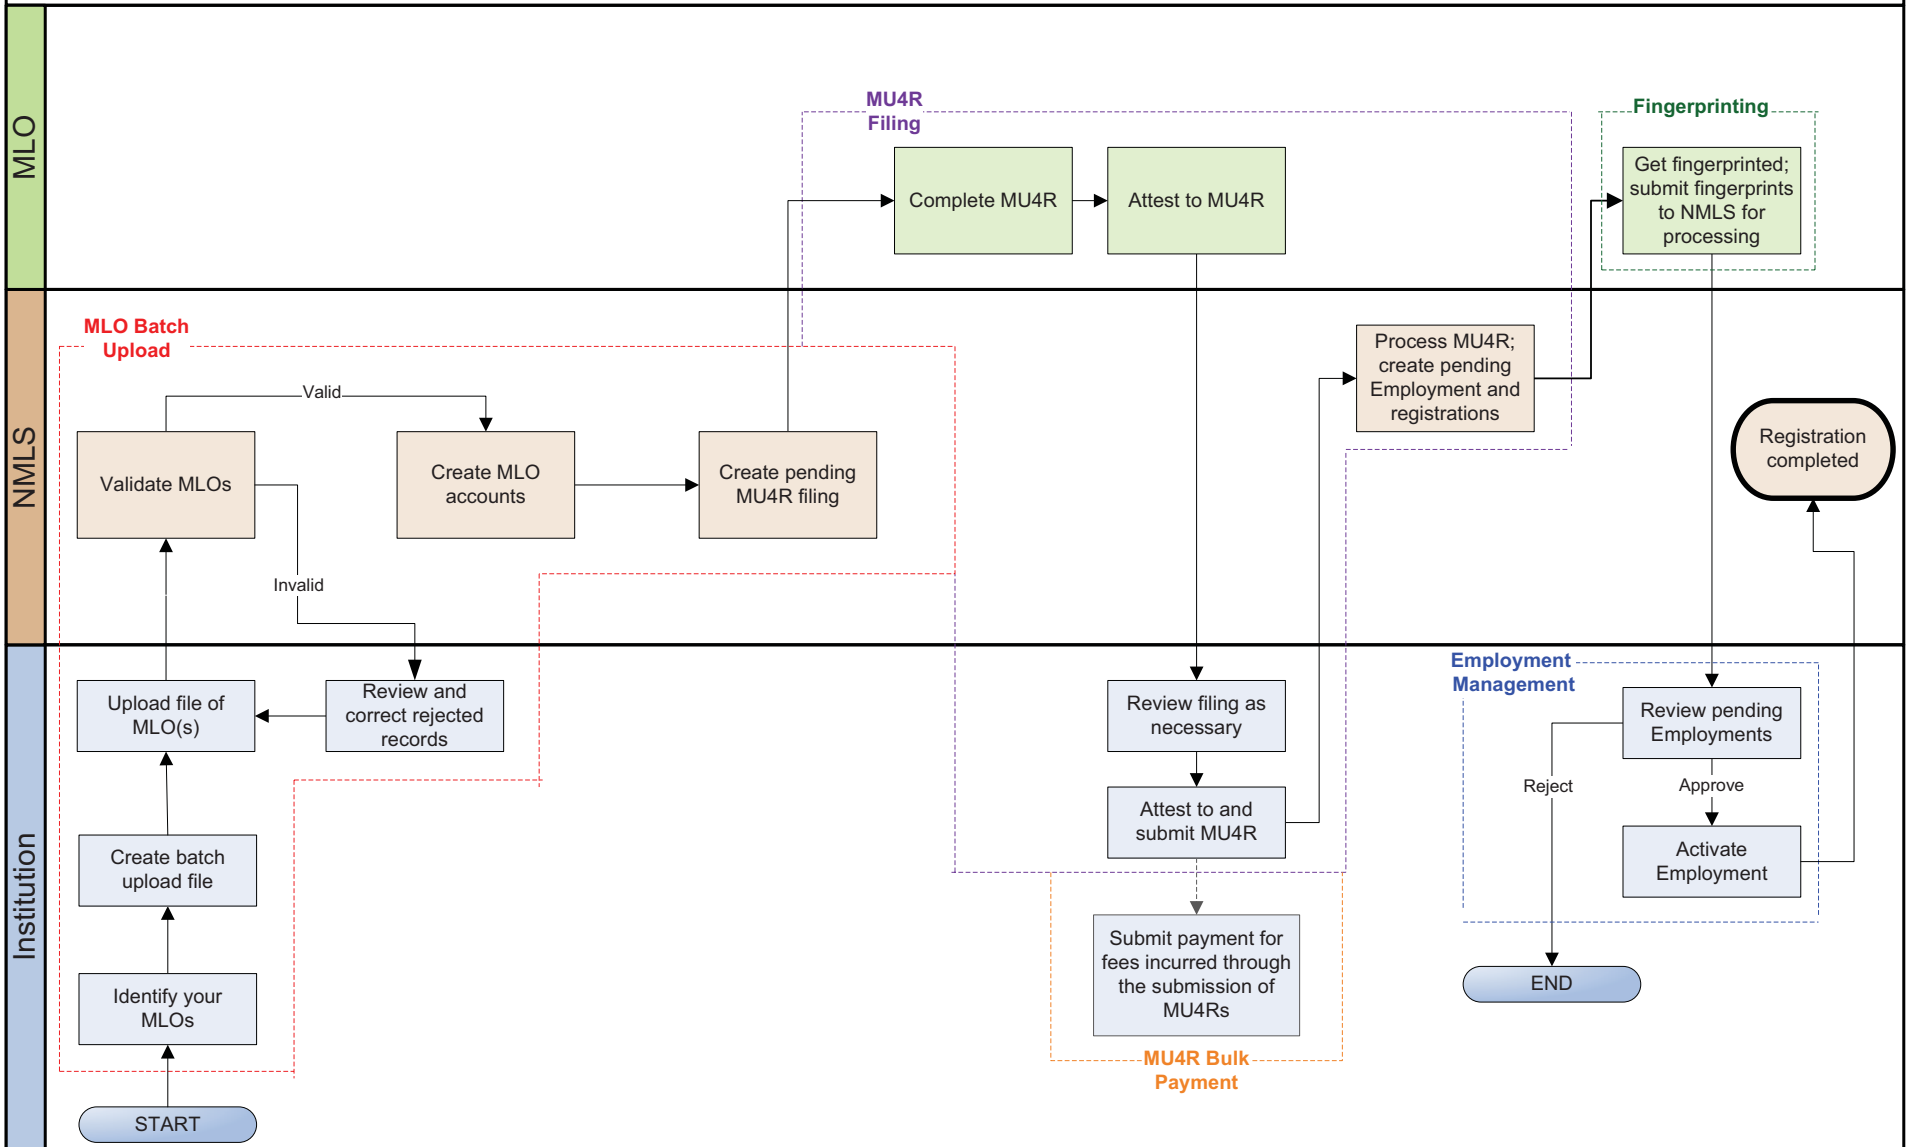 MLO
MU4R
Filing
Complete MU4R
Attest to MU4R
Fingerprinting
Get fingerprinted;
submit fingerprints
to NMLS for
processing
NMLS
MLO Batch
Upload
Valid
Validate MLOs
Invalid
Create MLO
accounts
Create pending
MU4R filing
Process MU4R;
create pending
Employment and
registrations
Registration
completed
Institution
Upload file of
MLO(s)
Review and
correct rejected
records
Create batch
upload file
Identify your
MLOs
START
Review filing as
necessary
Attest to and
submit MU4R
Submit payment for
fees incurred through
the submission of
MU4Rs
MU4R Bulk
Payment
Employment
Management
Review pending
Employments
Reject
Approve
Activate
Employment
END